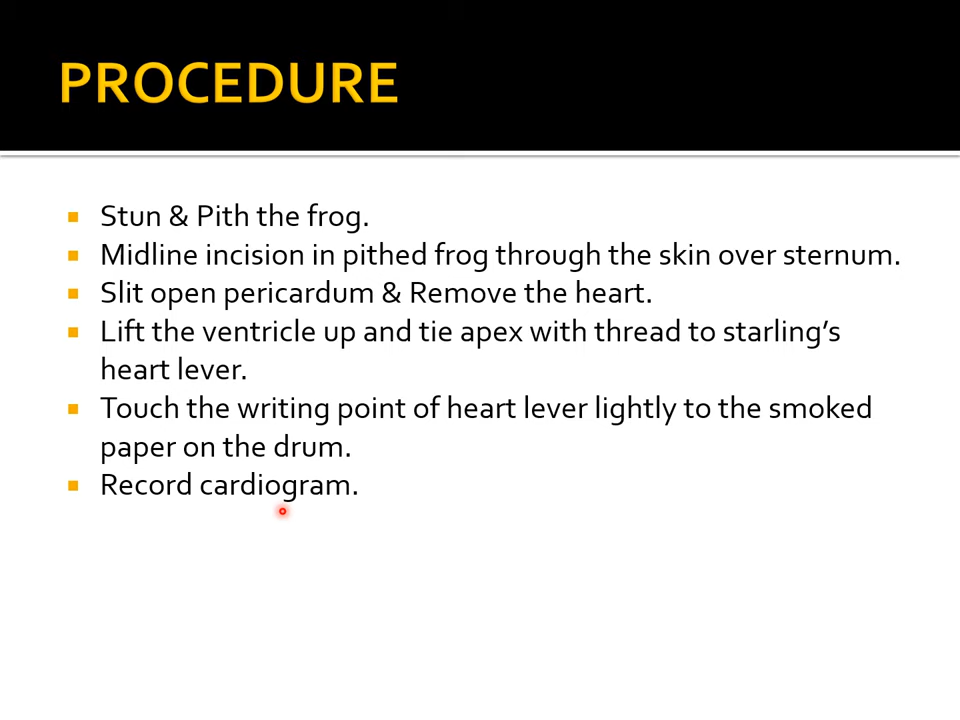 PROCEDURE
Stun & Pith the frog.
Midline incision in pithed frog through the skin over sternum.
Slit open pericardum & Remove the heart.
Lift the ventricle up and tie apex with thread to starling’s
heart lever.
Touch the writing point of heart lever lightly to the smoked
paper on the drum.
Record cardiogram.